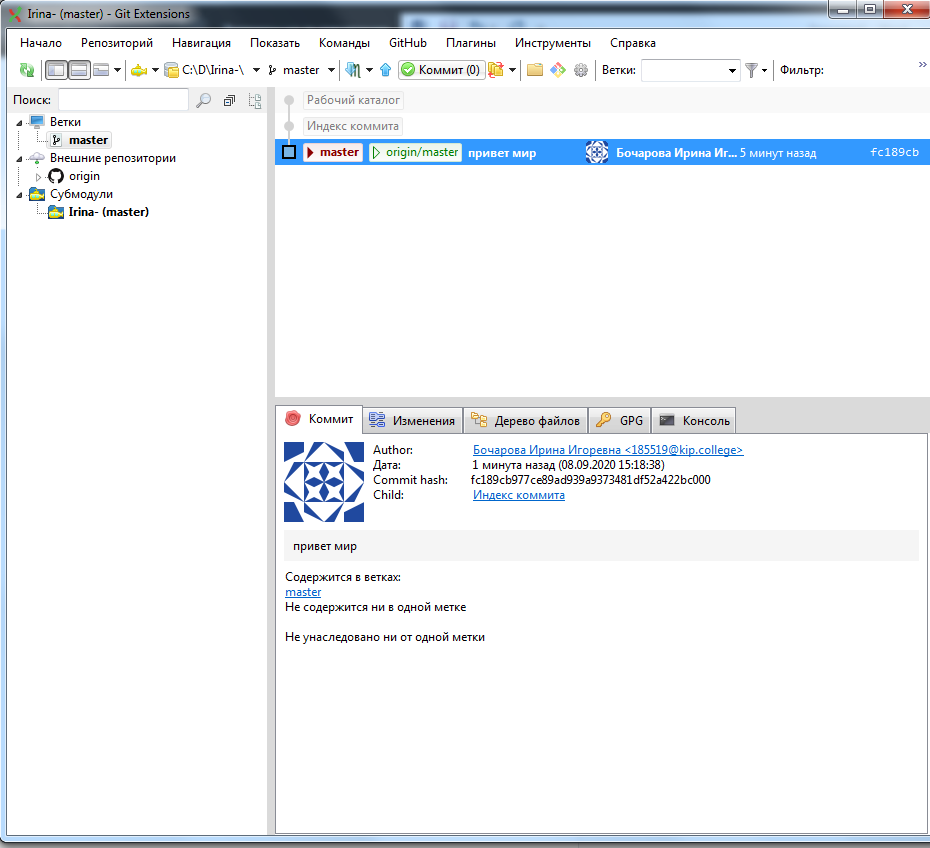 Irina- (master) - Git Extensions
Начало Репозиторий Навигация Показать Команды GitHub Плагины Инструменты Справка
C:\D\Irina-\ master Коммит (0) Ветки: Фильтр: »
Поиск:
Ветки
master
Внешние репозитории
origin
Субмодули
Irina- (master)
Рабочий каталог
Индекс коммита
master origin/master привет мир Бочарова Ирина Иг... 5 минут назад fc189cb
Коммит Изменения Дерево файлов GPG Консоль
Author: Бочарова Ирина Игоревна <185519@kip.college>
Дата: 1 минута назад (08.09.2020 15:18:38)
Commit hash: fc189cb977ce89ad939a9373481df52a422bc000
Child: Индекс коммита
привет мир
Содержится в ветках:
master
Не содержится ни в одной метке
Не унаследовано ни от одной метки